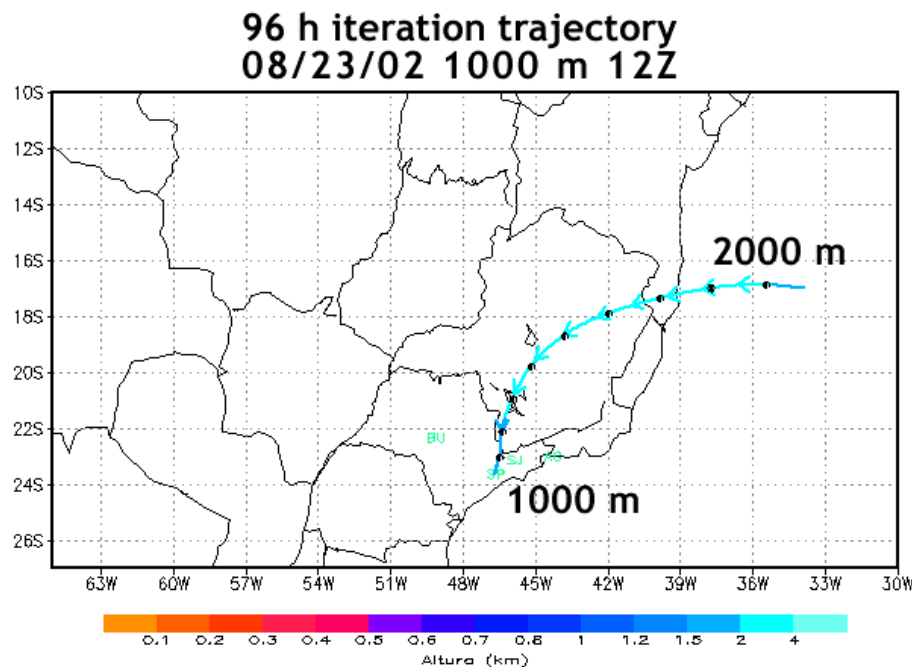 96 h iteration trajectory
08/23/02 1000 m 12Z
10S
12S
14S
16S
2000 m
18S
20S
22S
BU
SJ
24S
SP
1000 m
26S
63W 60W 57W 54W 51W 48W 45W 42W 39W 36W 33W 30W
0.1 0.2 0.3 0.4 0.5 0.6 0.7 0.8 1 1.2 1.5 2 4
Altura (km)